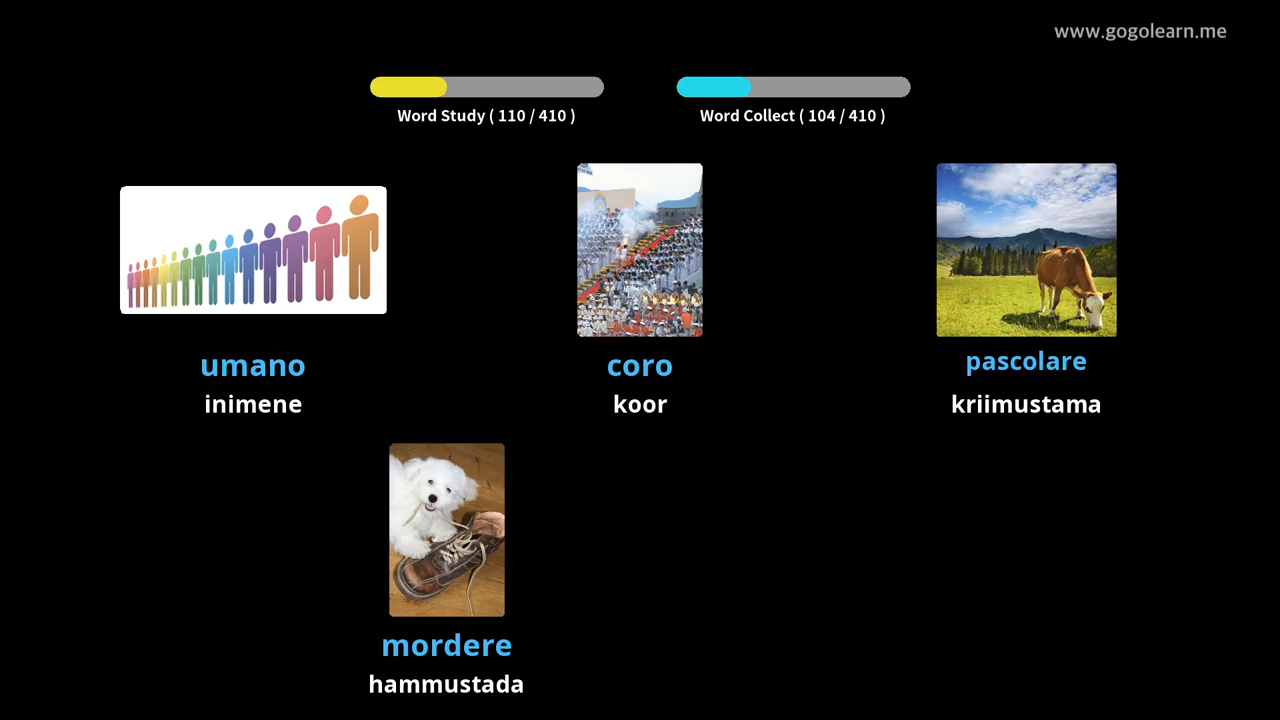 www.gogolearn.me
Word Study ( 110 / 410 )
Word Collect ( 104 / 410 )
umano
inimene
coro
koor
pascolare
kriimustama
mordere
hammustada